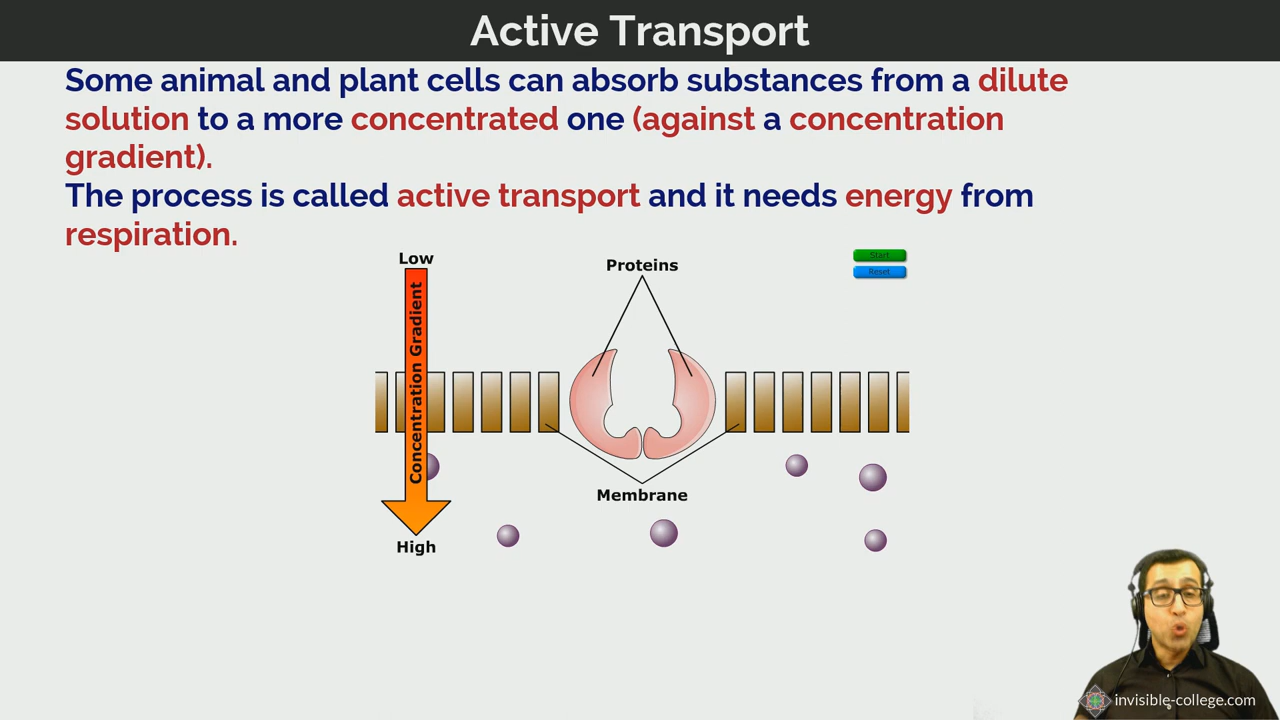 Active Transport
Some animal and plant cells can absorb substances from a dilute
solution to a more concentrated one (against a concentration
gradient).
The process is called active transport and it needs energy from
respiration.
Low
Proteins
Start
Reset
Concentration Gradient
Membrane
High
invisible-college.com